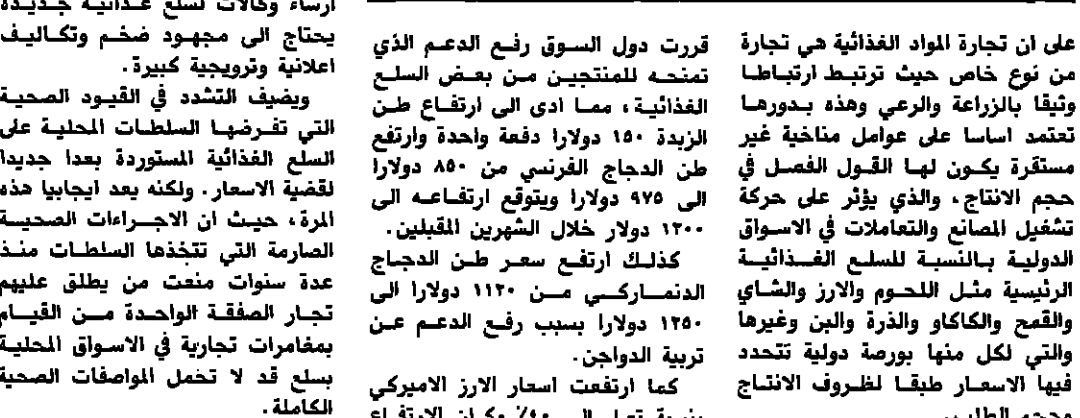 على ان تجارة المواد الغذائية هي تجارة
من نوع خاص حيث ترتبط ارتباطا
وثيقا بالزراعة والرعي وهذه بدورها
تعتمد اساسا على عوامل مناخية غير
مستقرة يكون لها القول الفصل في
حجم الانتاج، والذي يؤثر على حركة
تشغيل المصانع والتعاملات في الاسواق
الدولية بالنسبة للسلع الغذائية
الرئيسية مثل اللحوم والارز والشاي
والقمح والكاكاو والذرة والبن وغيرها
والتي لكل منها بورصة دولية تتحدد
فيها الاسعار طبقا لظروف الانتاج
وحجم الطلب.
قررت دول السوق رفع الدعم الذي
تمنحه للمنتجين من بعض السلع
الغذائية، مما ادى الى ارتفاع طن
الزبدة ١٥٠ دولارا دفعة واحدة وارتفع
طن الدجاج الفرنسي من ٨٥٠ دولارا
الى ٩٧٥ دولارا ويتوقع ارتفاعه الى
١٢٠٠ دولار خلال الشهرين المقبلين.
كذلك ارتفع سعر طن الدجاج
الدنماركي من ١١٢٠ دولارا الى
١٢٥٠ دولارا بسبب رفع الدعم عن
تربية الدواجن.
كما ارتفعت اسعار الارز الاميركي
بنسبة تصل الى ٤٠٪ وكان الارتفاع
ارساء وكالات لسلع غذائية جديدة
يحتاج الى مجهود ضخم وتكاليف
اعلانية وترويجية كبيرة.
ويضيف التشدد في القيود الصحية
التي تفرضها السلطات المحلية على
السلع الغذائية المستوردة بعدا جديدا
لقضية الاسعار. ولكنه بعد ايجابيا هذه
المرة، حيث ان الاجراءات الصحية
الصارمة التي تتخذها السلطات منذ
عدة سنوات منعت من يطلق عليهم
تجار الصفقة الواحدة من القيام
بمغامرات تجارية في الاسواق المحلية
بسلع قد لا تحمل المواصفات الصحية
الكاملة.